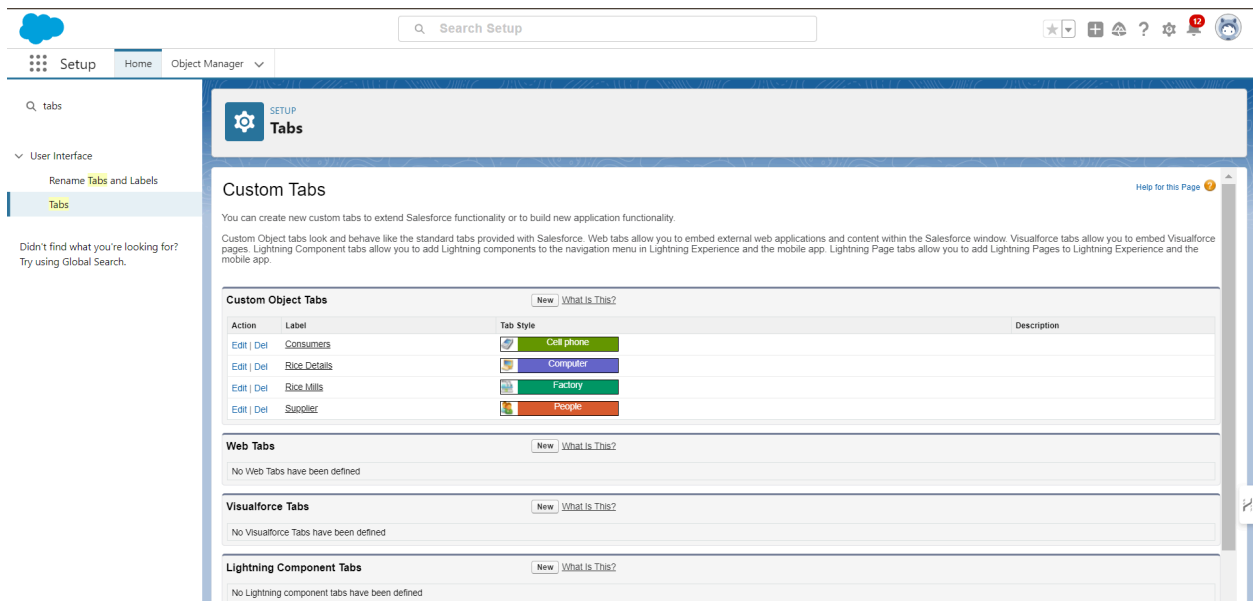 Search Setup
12
Setup
Home
Object Manager
tabs
User Interface
Rename Tabs and Labels
Tabs
Didn't find what you're looking for?
Try using Global Search.
SETUP
Tabs
Custom Tabs
Help for this Page
You can create new custom tabs to extend Salesforce functionality or to build new application functionality.
Custom Object tabs look and behave like the standard tabs provided with Salesforce. Web tabs allow you to embed external web applications and content within the Salesforce window. Visualforce tabs allow you to embed Visualforce
pages. Lightning Component tabs allow you to add Lightning components to the navigation menu in Lightning Experience and the mobile app. Lightning Page tabs allow you to add Lightning Pages to Lightning Experience and the
mobile app.
Custom Object Tabs New What Is This?
Action Label Tab Style Description
Edit | Del Consumers Cell phone
Edit | Del Rice Details Computer
Edit | Del Rice Mills Factory
Edit | Del Supplier People
Web Tabs New What Is This?
No Web Tabs have been defined
Visualforce Tabs New What Is This?
No Visualforce Tabs have been defined
Lightning Component Tabs New What Is This?
No Lightning component tabs have been defined